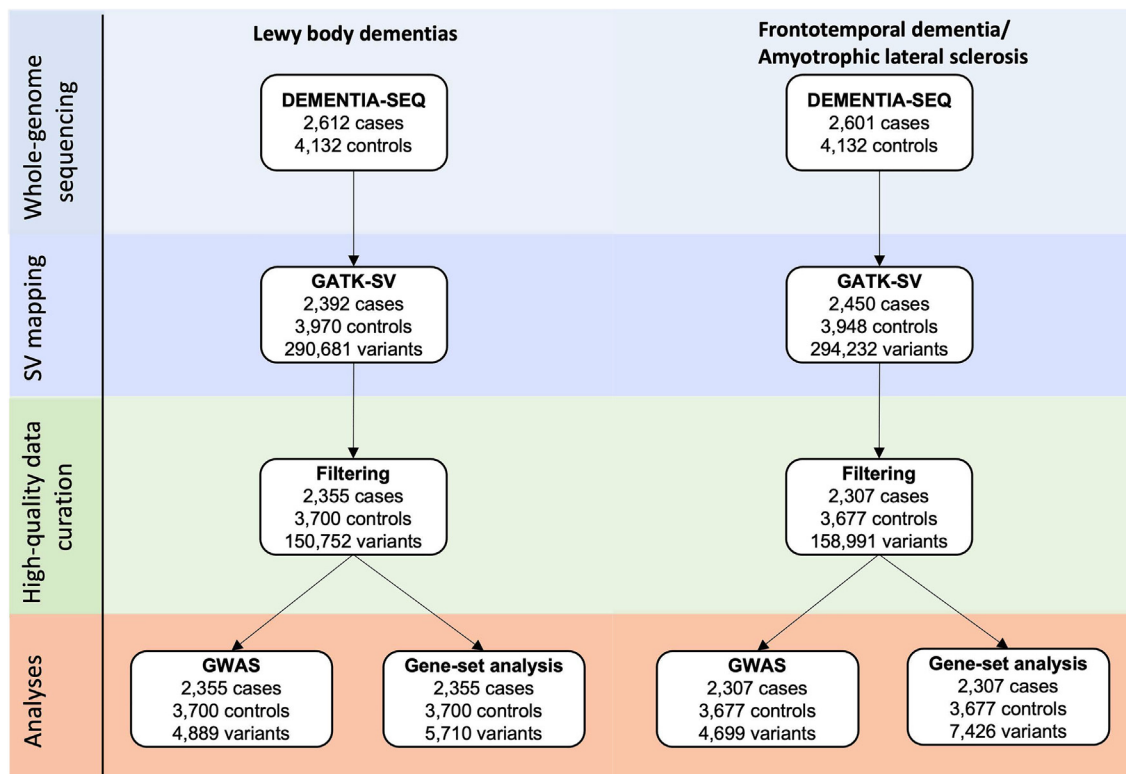 Lewy body dementias
Frontotemporal dementia/
Amyotrophic lateral sclerosis
Whole-genome
sequencing
DEMENTIA-SEQ
2,612 cases
4,132 controls
DEMENTIA-SEQ
2,601 cases
4,132 controls
SV mapping
GATK-SV
2,392 cases
3,970 controls
290,681 variants
GATK-SV
2,450 cases
3,948 controls
294,232 variants
High-quality data
curation
Filtering
2,355 cases
3,700 controls
150,752 variants
Filtering
2,307 cases
3,677 controls
158,991 variants
Analyses
GWAS
2,355 cases
3,700 controls
4,889 variants
Gene-set analysis
2,355 cases
3,700 controls
5,710 variants
GWAS
2,307 cases
3,677 controls
4,699 variants
Gene-set analysis
2,307 cases
3,677 controls
7,426 variants